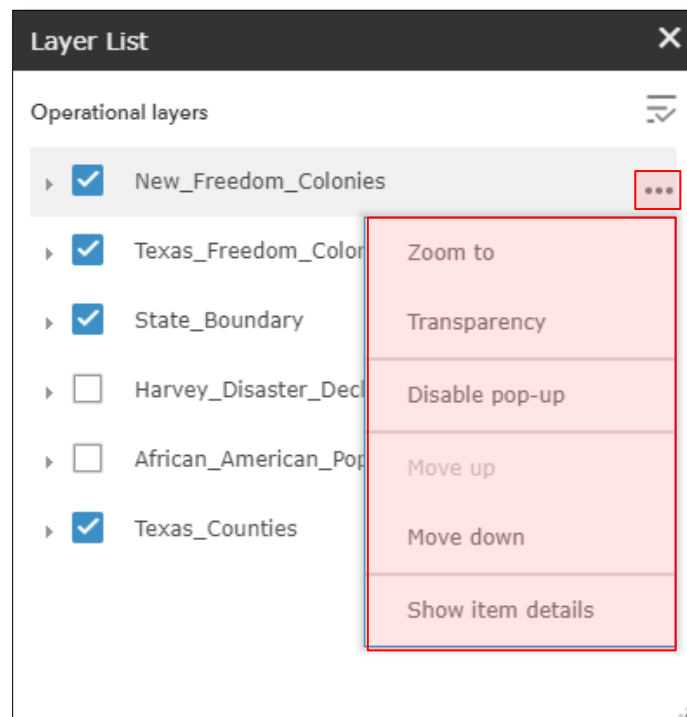 Layer List
Operational layers
New_Freedom_Colonies
Texas_Freedom_Color
Zoom to
State_Boundary
Transparency
Harvey_Disaster_Decl
Disable pop-up
African_American_Pop
Move up
Texas_Counties
Move down
Show item details